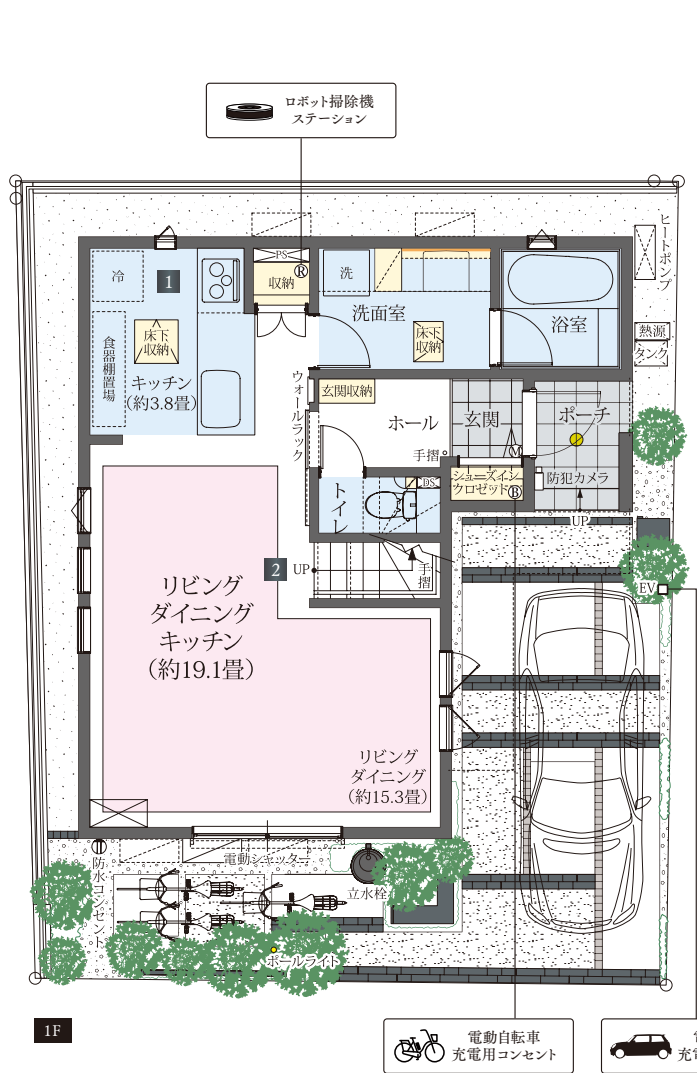 ロボット掃除機
ステーション
ヒートポンプ
PS
R
冷
1
収納
洗
洗面室
浴室
熱源
タンク
床下
収納
床下
収納
食器棚置場
キッチン
(約3.8畳)
ウォールラック
玄関収納
ホール
玄関
ポーチ
手摺
M
シューズイン
クロゼット
B
防犯カメラ
UP
トイレ
DS
2
UP
手摺
EV
リビング
ダイニング
キッチン
(約19.1畳)
リビング
ダイニング
(約15.3畳)
電動シャッター
防水コンセント
立水栓
ポールライト
1F
電動自転車
充電用コンセント
電
充電